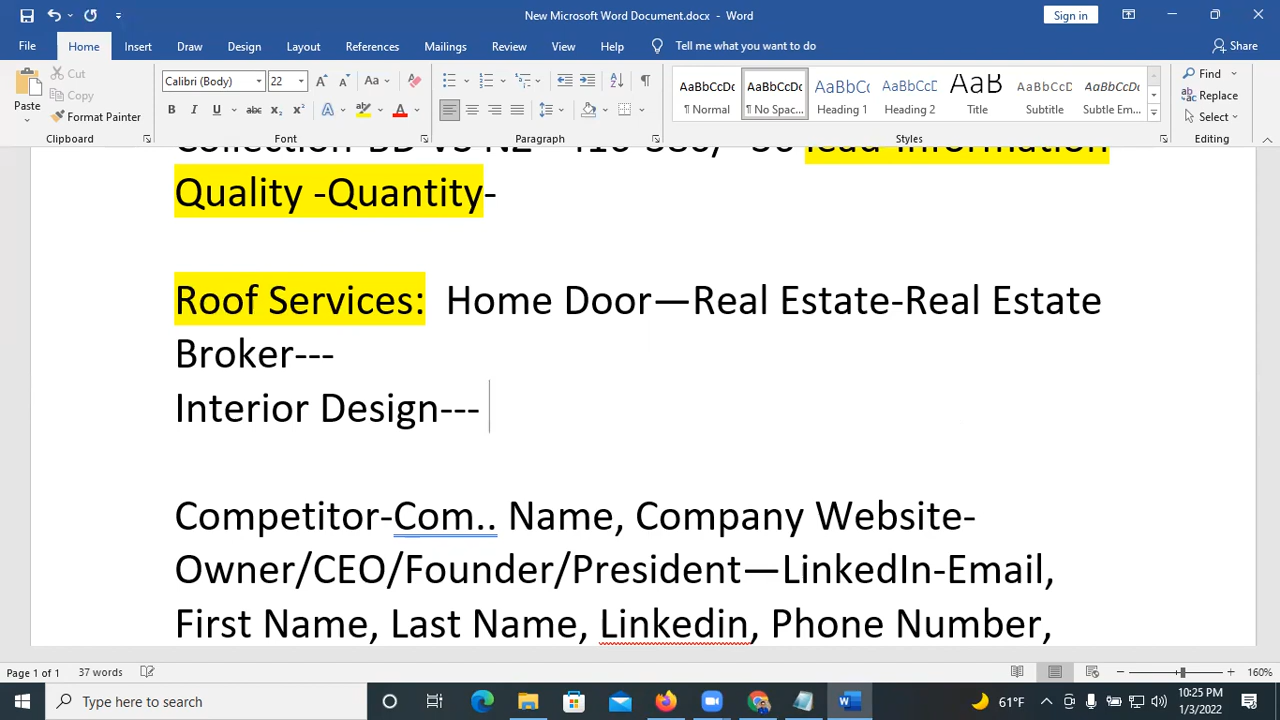 New Microsoft Word Document.docx - Word
Sign in
File Home Insert Draw Design Layout References Mailings Review View Help Tell me what you want to do Share
Paste
Cut
Copy
Format Painter
Clipboard
Calibri (Body) 22
Font
Paragraph
AaBbCcDc
¶ Normal
AaBbCcDc
¶ No Spac...
AaBbCc
Heading 1
AaBbCcD
Heading 2
AaB
Title
AaBbCcD
Subtitle
AaBbCcDc
Subtle Em...
Styles
Find
Replace
Select
Editing
lead-information
Quality -Quantity-
Roof Services:  Home Door—Real Estate-Real Estate
Broker---
Interior Design---
Competitor-Com.. Name, Company Website-
Owner/CEO/Founder/President—LinkedIn-Email,
First Name, Last Name, Linkedin, Phone Number,
Page 1 of 1 37 words 160%
Type here to search 61°F 10:25 PM
1/3/2022